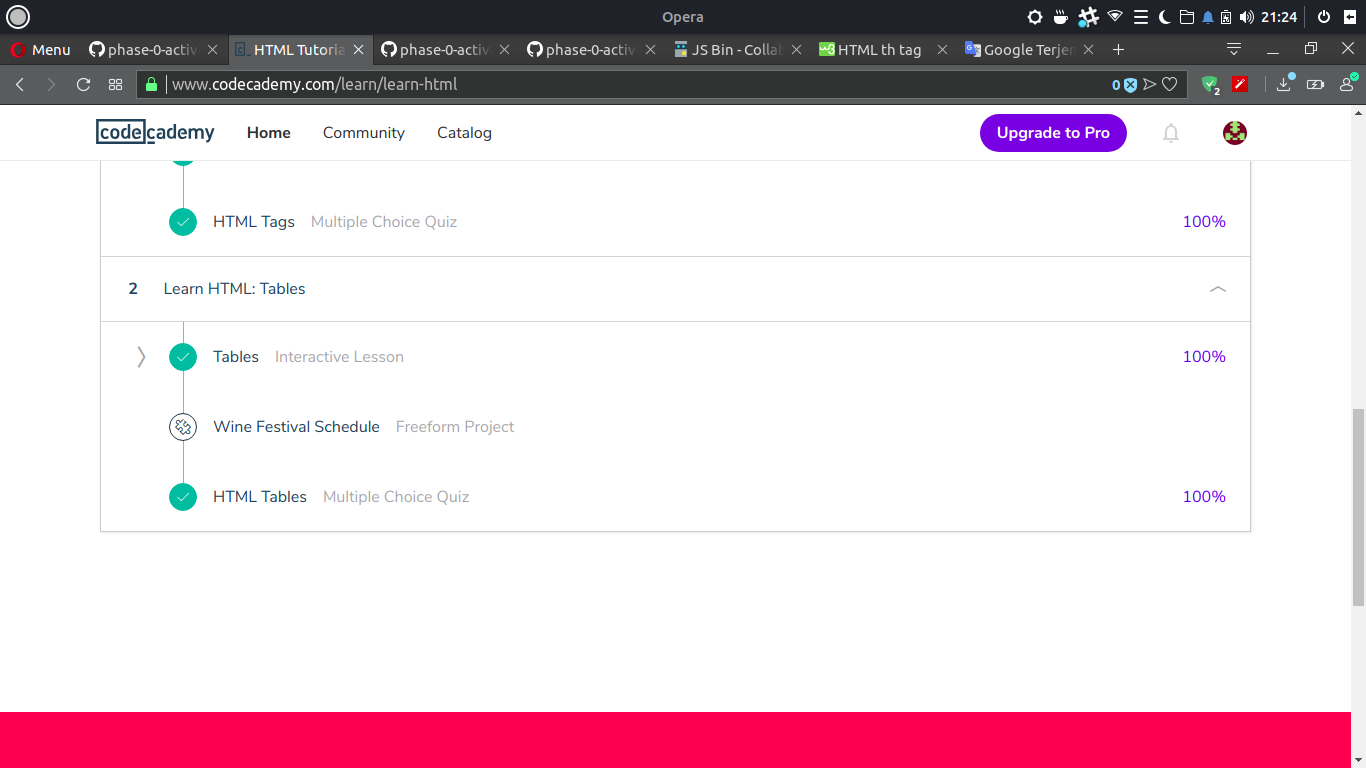 Opera
21:24
Menu
phase-0-activ
HTML Tutoria
phase-0-activ
phase-0-activ
JS Bin - Colla
HTML th tag
Google Terjem
www.codecademy.com/learn/learn-html
0
2
codecademy
Home
Community
Catalog
Upgrade to Pro
HTML Tags Multiple Choice Quiz 100%
2 Learn HTML: Tables
Tables Interactive Lesson 100%
Wine Festival Schedule Freeform Project
HTML Tables Multiple Choice Quiz 100%